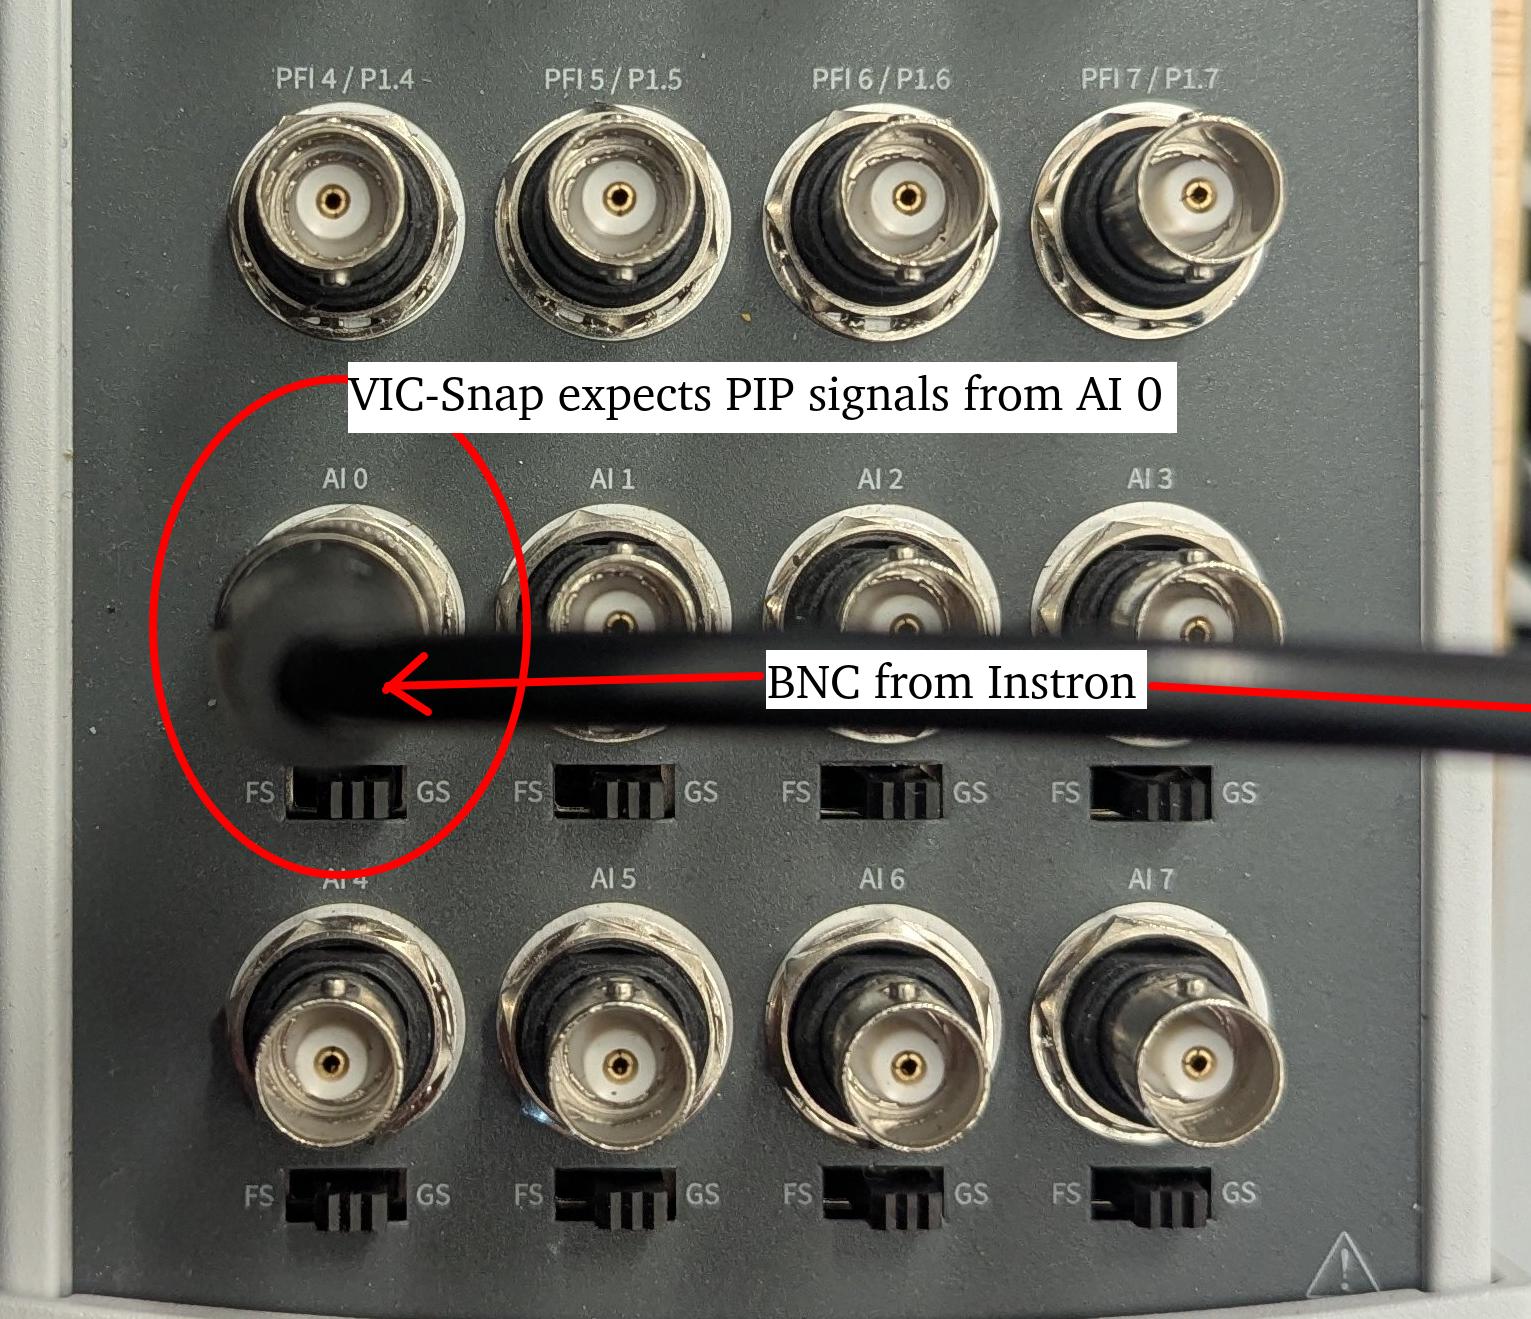 PFI 4 / P1.4 PFI 5 / P1.5 PFI 6 / P1.6 PFI 7 / P1.7
VIC-Snap expects PIP signals from AI 0
AI 0 AI 1 AI 2 AI 3
BNC from Instron
FS GS FS GS FS GS FS GS
AI 4 AI 5 AI 6 AI 7
FS GS FS GS FS GS FS GS